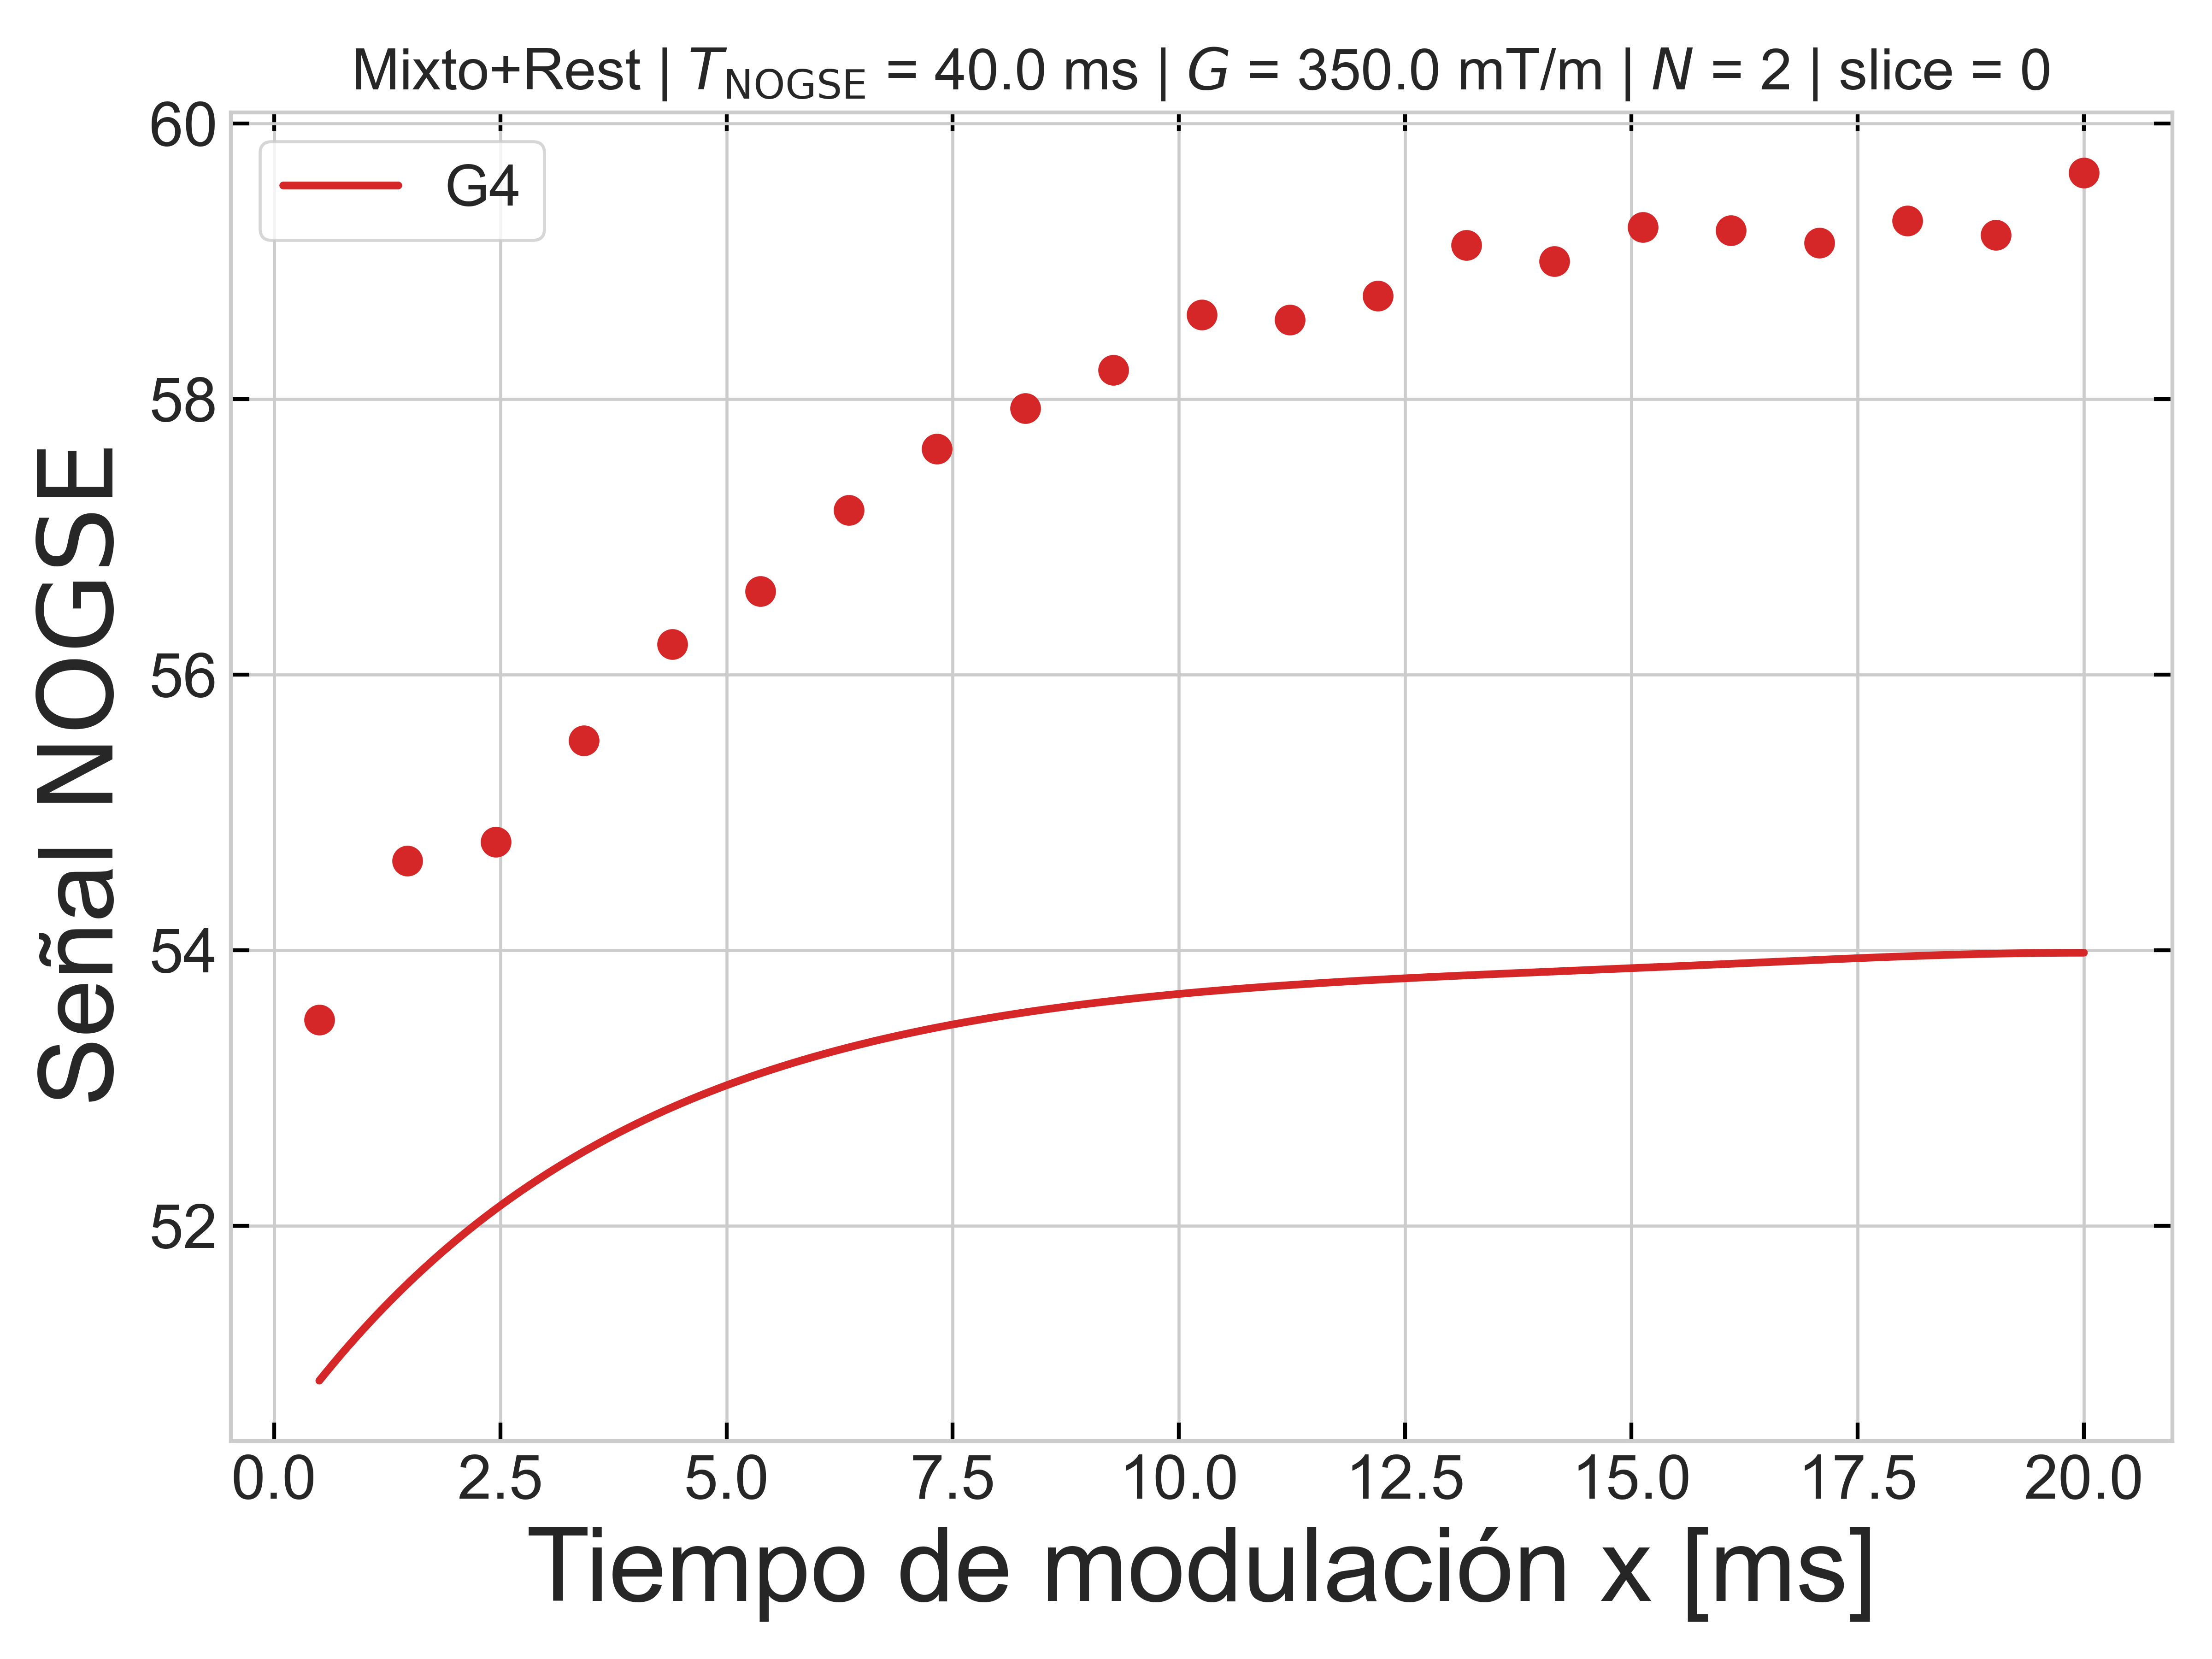 Mixto+Rest | T_NOGSE = 40.0 ms | G = 350.0 mT/m | N = 2 | slice = 0
G4
60
58
56
54
52
Señal NOGSE
0.0 2.5 5.0 7.5 10.0 12.5 15.0 17.5 20.0
Tiempo de modulación x [ms]